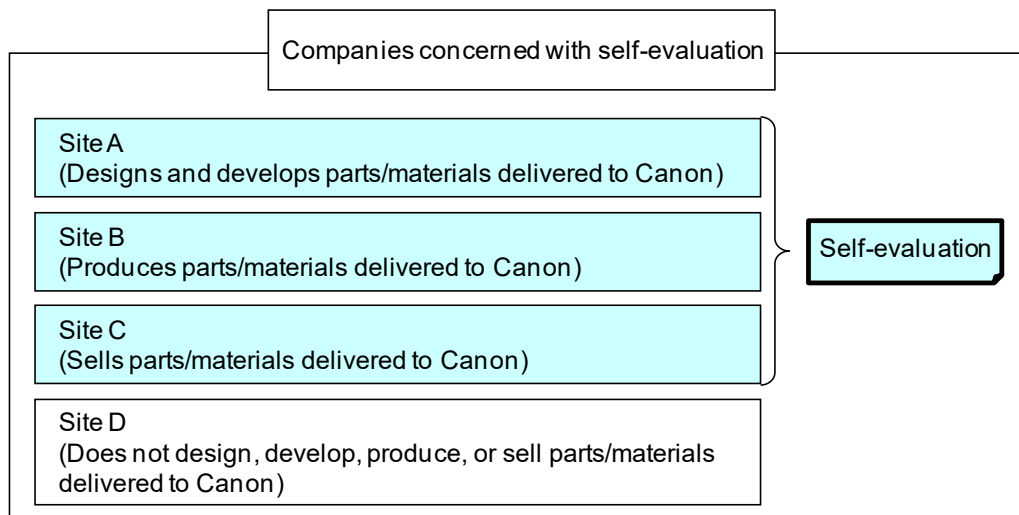 Companies concerned with self-evaluation
Site A
(Designs and develops parts/materials delivered to Canon)
Site B
(Produces parts/materials delivered to Canon)
Self-evaluation
Site C
(Sells parts/materials delivered to Canon)
Site D
(Does not design, develop, produce, or sell parts/materials
delivered to Canon)